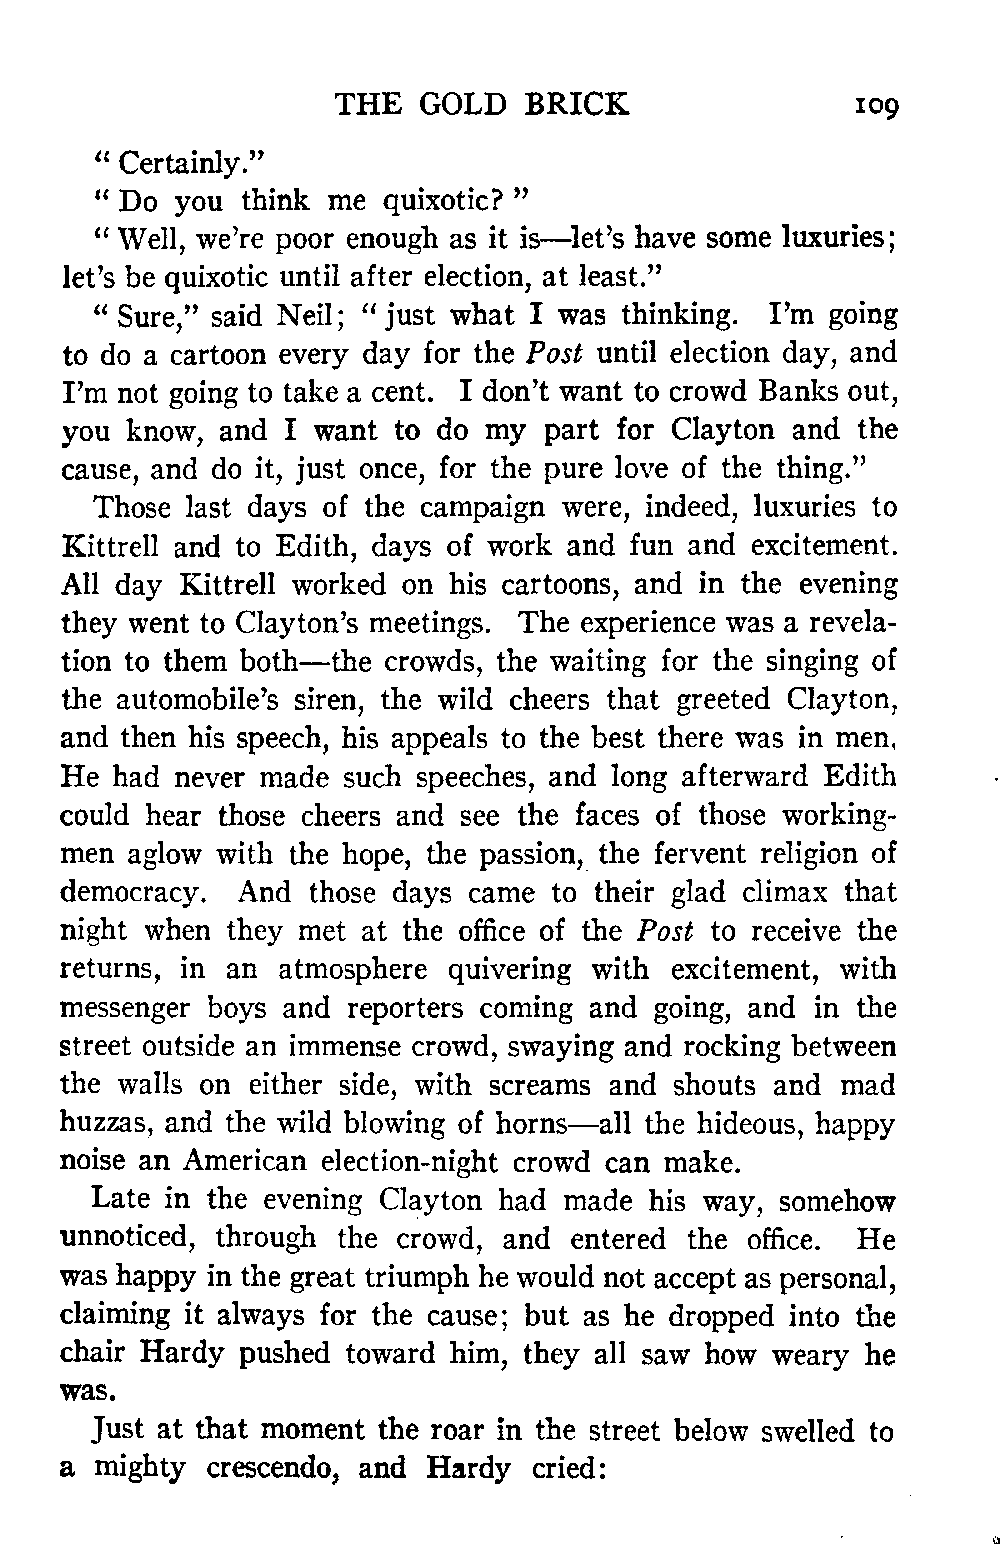 THE GOLD BRICK 109
“ Certainly.”
“ Do you think me quixotic? ”
“ Well, we’re poor enough as it is—let’s have some luxuries;
let’s be quixotic until after election, at least.”
“ Sure,” said Neil; “ just what I was thinking. I’m going
to do a cartoon every day for the Post until election day, and
I’m not going to take a cent. I don’t want to crowd Banks out,
you know, and I want to do my part for Clayton and the
cause, and do it, just once, for the pure love of the thing.”
Those last days of the campaign were, indeed, luxuries to
Kittrell and to Edith, days of work and fun and excitement.
All day Kittrell worked on his cartoons, and in the evening
they went to Clayton’s meetings. The experience was a revela-
tion to them both—the crowds, the waiting for the singing of
the automobile’s siren, the wild cheers that greeted Clayton,
and then his speech, his appeals to the best there was in men.
He had never made such speeches, and long afterward Edith
could hear those cheers and see the faces of those working-
men aglow with the hope, the passion, the fervent religion of
democracy. And those days came to their glad climax that
night when they met at the office of the Post to receive the
returns, in an atmosphere quivering with excitement, with
messenger boys and reporters coming and going, and in the
street outside an immense crowd, swaying and rocking between
the walls on either side, with screams and shouts and mad
huzzas, and the wild blowing of horns—all the hideous, happy
noise an American election-night crowd can make.
Late in the evening Clayton had made his way, somehow
unnoticed, through the crowd, and entered the office. He
was happy in the great triumph he would not accept as personal,
claiming it always for the cause; but as he dropped into the
chair Hardy pushed toward him, they all saw how weary he
was.
Just at that moment the roar in the street below swelled to
a mighty crescendo, and Hardy cried: